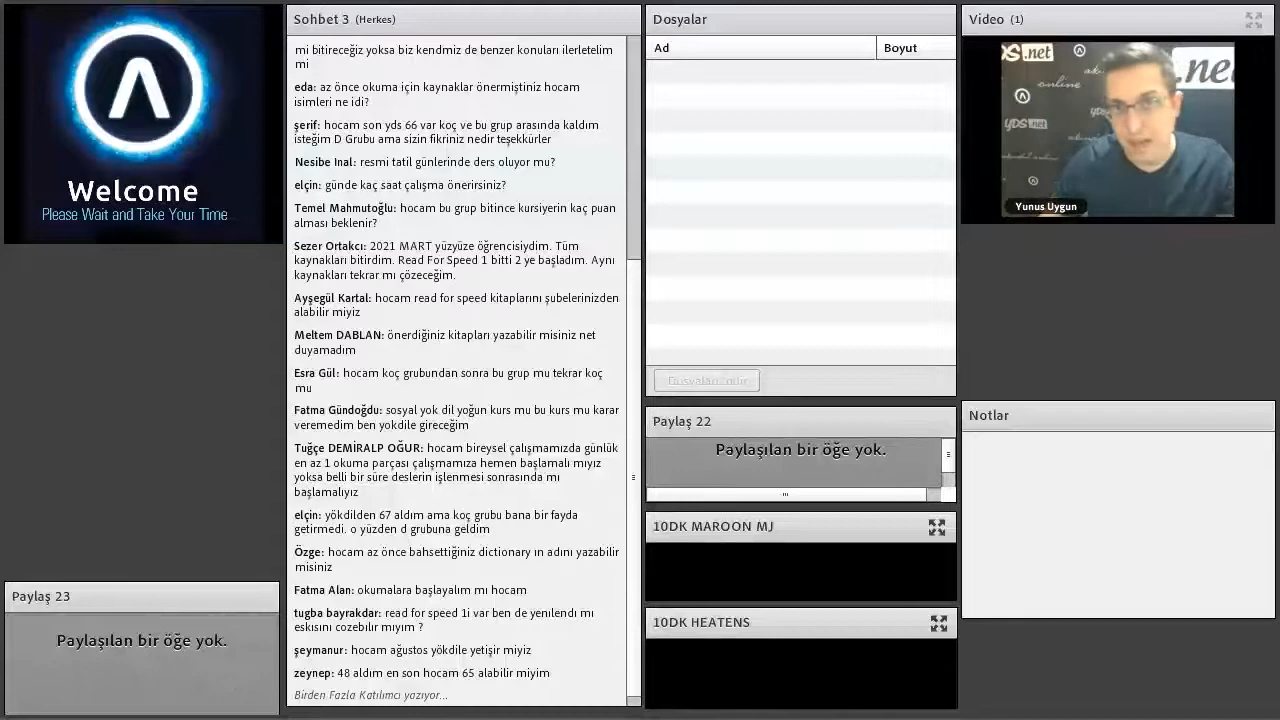 Welcome
Please Wait and Take Your Time
Paylaş 23
Paylaşılan bir öğe yok.
Sohbet 3 (Herkes)
mi bitireceğiz yoksa biz kendmiz de benzer konuları ilerletelim
mi
eda: az önce okuma için kaynaklar önermiştiniz hocam
isimleri ne idi?
şerif: hocam son yds 66 var koç ve bu grup arasında kaldım
isteğim D Grubu ama sizin fikriniz nedir teşekkürler
Nesibe Inal: resmi tatil günlerinde ders oluyor mu?
elçin: günde kaç saat çalışma önerirsiniz?
Temel Mahmutoğlu: hocam bu grup bitince kursiyerin kaç puan
alması beklenir?
Sezer Ortakcı: 2021 MART yüzyüze öğrencisiydim. Tüm
kaynakları bitirdim. Read For Speed 1 bitti 2 ye başladım. Aynı
kaynakları tekrar mı çözeceğim.
Ayşegül Kartal: hocam read for speed kitaplarını şubelerinizden
alabilir miyiz
Meltem DABLAN: önerdiğiniz kitapları yazabilir misiniz net
duyamadım
Esra Gül: hocam koç grubundan sonra bu grup mu tekrar koç
mu
Fatma Gündoğdu: sosyal yok dil yoğun kurs mu bu kurs mu karar
veremedim ben yokdile gireceğim
Tuğçe DEMİRALP OĞUR: hocam bireysel çalışmamızda günlük
en az 1 okuma parçası çalışmamıza hemen başlamalı mıyız
yoksa belli bir süre deslerin işlenmesi sonrasında mı
başlamalıyız
elçin: yökdilden 67 aldım ama koç grubu bana bir fayda
getirmedi. o yüzden d grubuna geldim
Özge: hocam az önce bahsettiğiniz dictionary ın adını yazabilir
misiniz
Fatma Alan: okumalara başlayalım mı hocam
tugba bayrakdar: read for speed 1i var ben de yenılendı mı
eskısını cozebilir mıyım ?
şeymanur: hocam ağustos yökdile yetişir miyiz
zeynep: 48 aldım en son hocam 65 alabilir miyim
Birden Fazla Katılımcı yazıyor...
Dosyalar
Ad
Boyut
Paylaş 22
Paylaşılan bir öğe yok.
10DK MAROON MJ
10DK HEATENS
Video (1)
DS.net
online
.ne
YDS.net
Yunus Uygun
Notlar